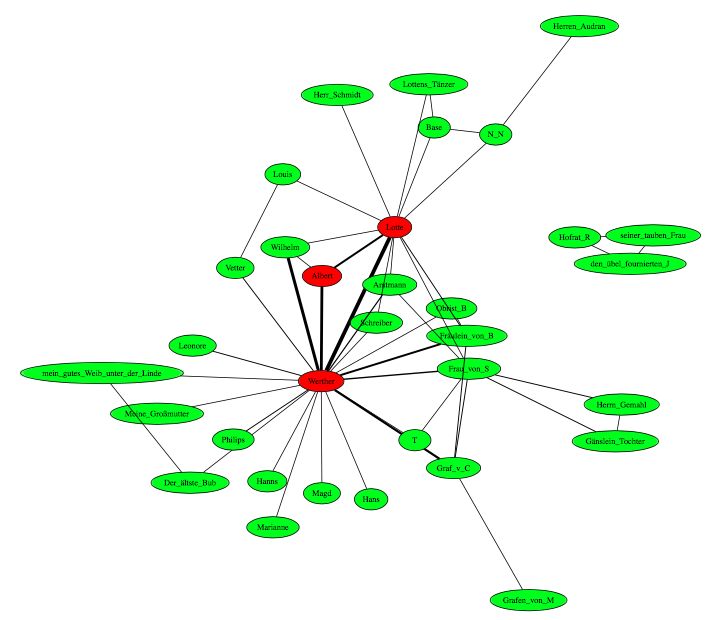 Herren_Audran
Lottens_Tänzer
Herr_Schmidt
Base
N_N
Louis
Lotte
seiner_tauben_Frau
Hofrat_R
Wilhelm
den_übel_fournierten_J
Vetter
Albert
Amtmann
Obrist_B
Schreiber
Fräulein_von_B
Leonore
Frau_von_S
mein_gutes_Weib_unter_der_Linde
Werther
Herrn_Gemahl
Meine_Großmutter
Philips
T
Gänslein_Tochter
Graf_v_C
Der_älteste_Bub
Hanns
Magd
Hans
Marianne
Grafen_von_M